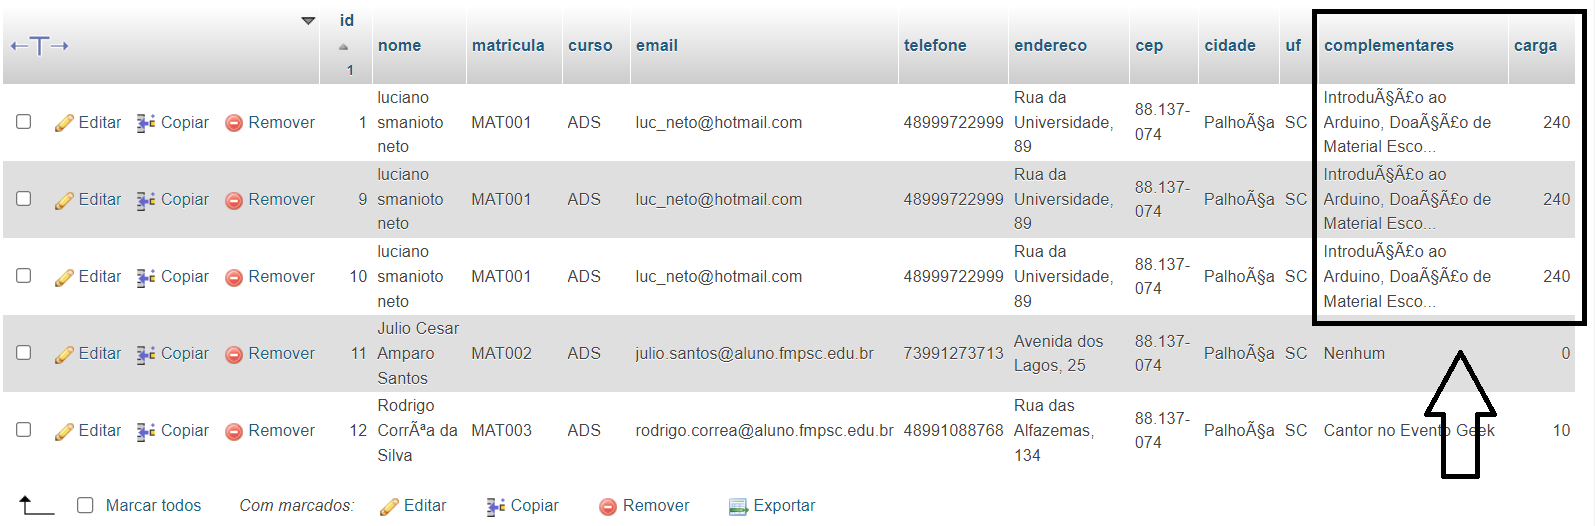 id 1 nome matricula curso email telefone endereco cep cidade uf complementares carga
Editar Copiar Remover 1 luciano smanioto neto MAT001 ADS luc_neto@hotmail.com 48999722999 Rua da Universidade, 89 88.137-074 PalhoÃ§a SC IntroduÃ§Ã£o ao Arduino, DoaÃ§Ã£o de Material Esco... 240
Editar Copiar Remover 9 luciano smanioto neto MAT001 ADS luc_neto@hotmail.com 48999722999 Rua da Universidade, 89 88.137-074 PalhoÃ§a SC IntroduÃ§Ã£o ao Arduino, DoaÃ§Ã£o de Material Esco... 240
Editar Copiar Remover 10 luciano smanioto neto MAT001 ADS luc_neto@hotmail.com 48999722999 Rua da Universidade, 89 88.137-074 PalhoÃ§a SC IntroduÃ§Ã£o ao Arduino, DoaÃ§Ã£o de Material Esco... 240
Editar Copiar Remover 11 Julio Cesar Amparo Santos MAT002 ADS julio.santos@aluno.fmpsc.edu.br 73991273713 Avenida dos Lagos, 25 88.137-074 PalhoÃ§a SC Nenhum 0
Editar Copiar Remover 12 Rodrigo CorrÃªa da Silva MAT003 ADS rodrigo.correa@aluno.fmpsc.edu.br 48991088768 Rua das Alfazemas, 134 88.137-074 PalhoÃ§a SC Cantor no Evento Geek 10
Marcar todos Com marcados: Editar Copiar Remover Exportar